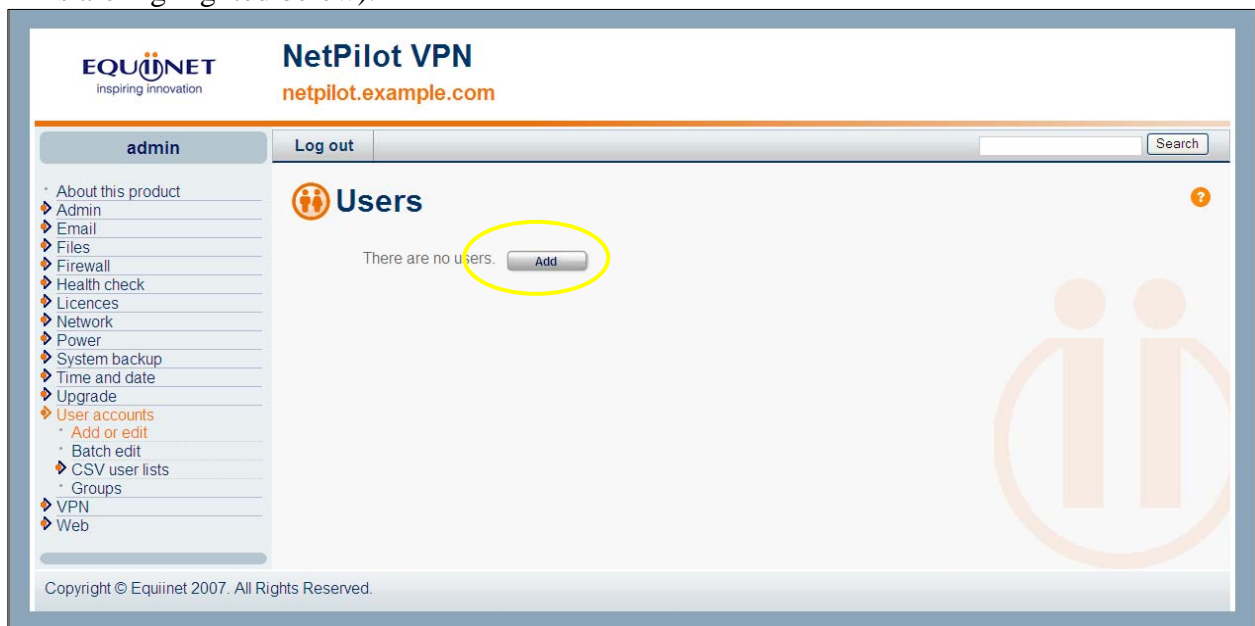 EQUiiNET
inspiring innovation
NetPilot VPN
netpilot.example.com
admin
Log out
Search
About this product
Admin
Email
Files
Firewall
Health check
Licences
Network
Power
System backup
Time and date
Upgrade
User accounts
Add or edit
Batch edit
CSV user lists
Groups
VPN
Web
Users
?
There are no users. Add
Copyright © Equiinet 2007. All Rights Reserved.